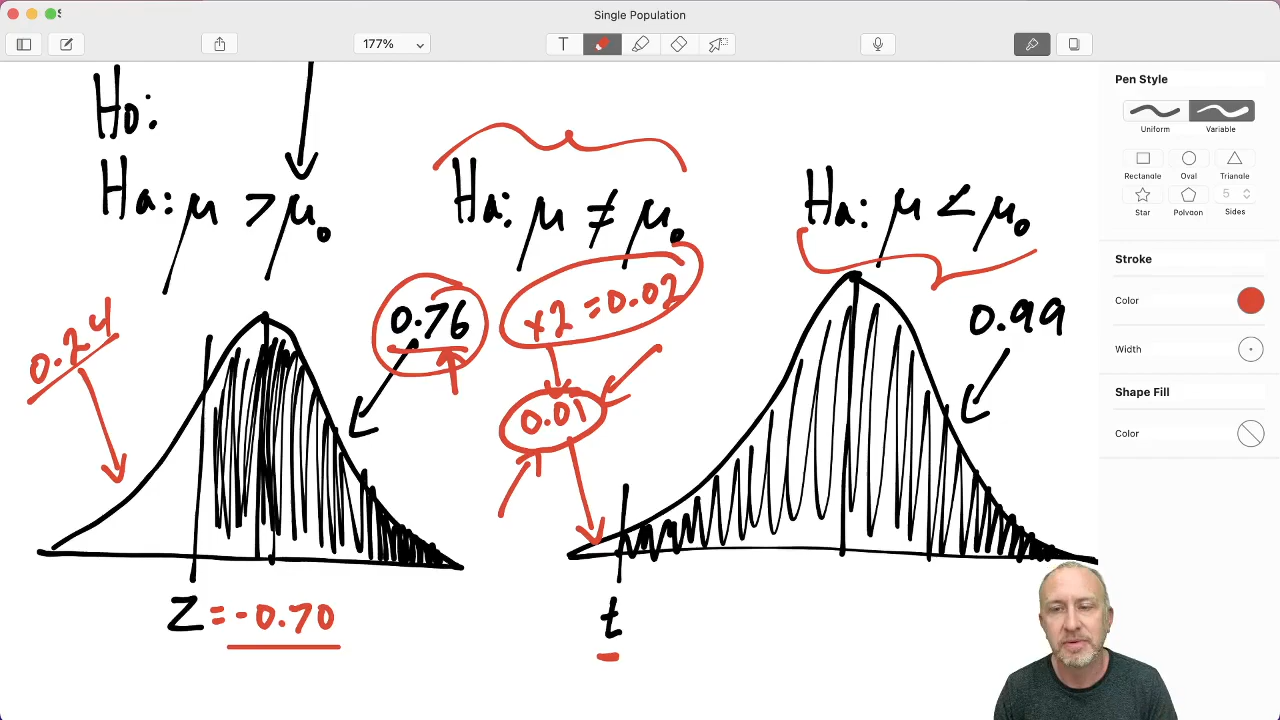 Single Population
177%
T
Pen Style
Uniform Variable
Rectangle Oval Triangle
5
Star Polygon Sides
Stroke
Color
Width
Shape Fill
Color
Ho:
Ha: μ > μ₀
Ha: μ ≠ μ₀
Ha: μ < μ₀
0.24
0.76
x2 = 0.02
0.01
0.99
Z = -0.70
t